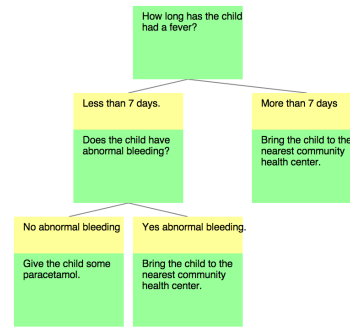 How long has the child
had a fever?
Less than 7 days.
More than 7 days
Does the child have
abnormal bleeding?
Bring the child to the
nearest community
health center.
No abnormal bleeding
Yes abnormal bleeding.
Give the child some
paracetamol.
Bring the child to the
nearest community
health center.